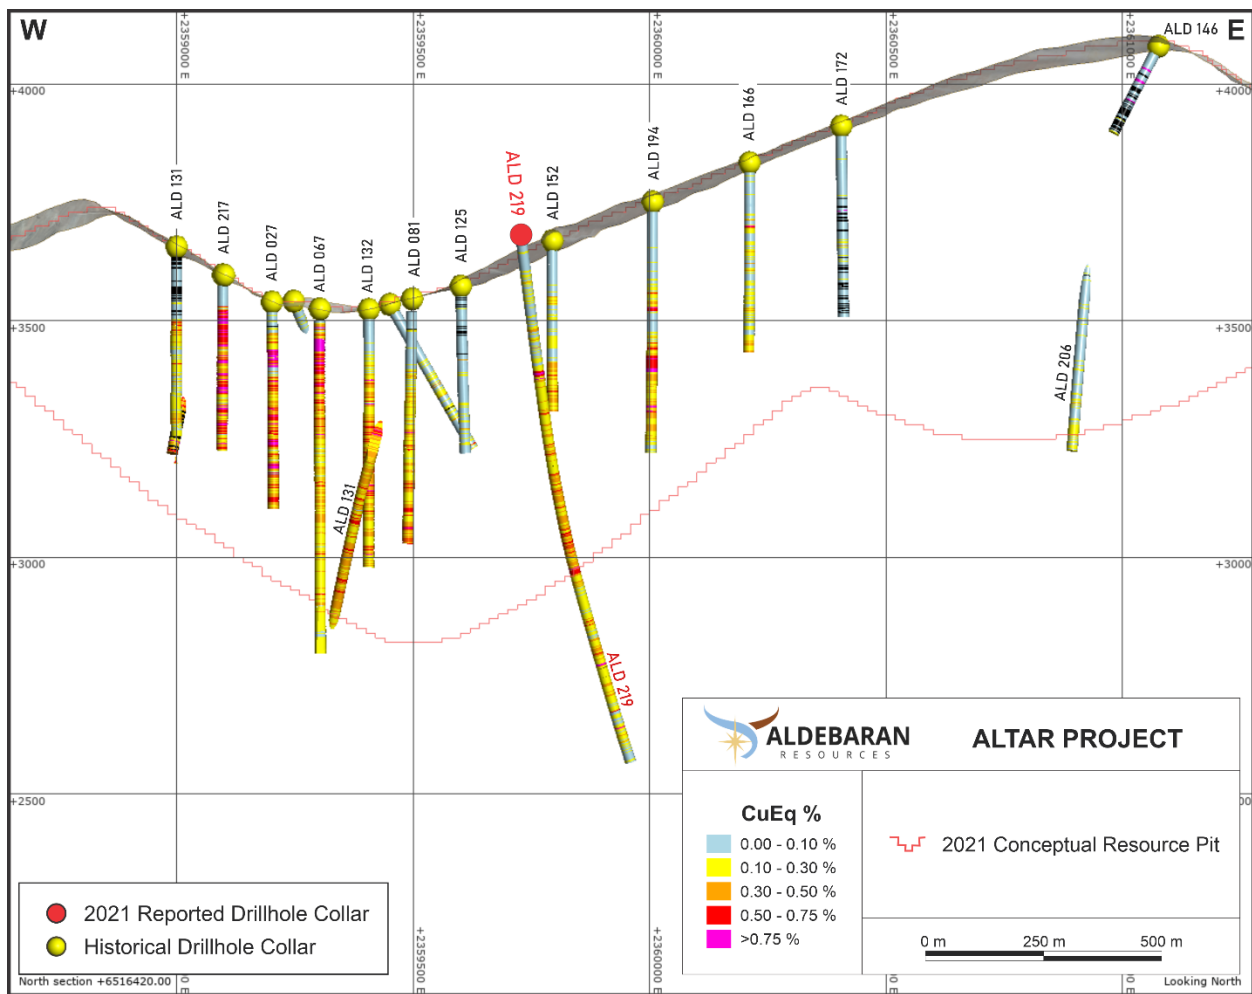 W
E
+2359000 E
+2359500 E
+2360000 E
+2360500 E
+2361000 E
ALD 146
+4000
+4000
ALD 172
ALD 166
ALD 194
ALD 152
ALD 219
ALD 125
ALD 081
ALD 132
ALD 067
ALD 027
ALD 217
ALD 131
+3500
+3500
ALD 206
ALD 131
+3000
+3000
ALD 219
+2500
ALDEBARAN
RESOURCES
ALTAR PROJECT
CuEq %
0.00 - 0.10 %
0.10 - 0.30 %
0.30 - 0.50 %
0.50 - 0.75 %
>0.75 %
2021 Conceptual Resource Pit
0 m 250 m 500 m
2021 Reported Drillhole Collar
Historical Drillhole Collar
+2359500 E
+2360000 E
North section +6516420.00
Looking North